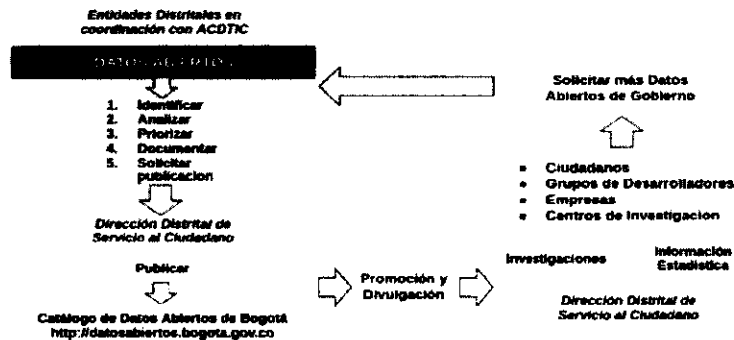 Entidades Distritales en
coordinación con ACDTIC
DATOS ABIERTOS
1. Identificar
2. Analizar
3. Priorizar
4. Documentar
5. Solicitar
publicacion
Dirección Distrital de
Servicio al Ciudadano
Publicar
Catálogo de Datos Abiertos de Bogotá
http://datosabiertos.bogota.gov.co
Promoción y
Divulgación
Solicitar más Datos
Abiertos de Gobierno
• Ciudadanos
• Grupos de Desarrolladores
• Empresas
• Centros de Investigacion
Investigaciones
Información
Estadistica
Dirección Distrital de
Servicio al Ciudadano